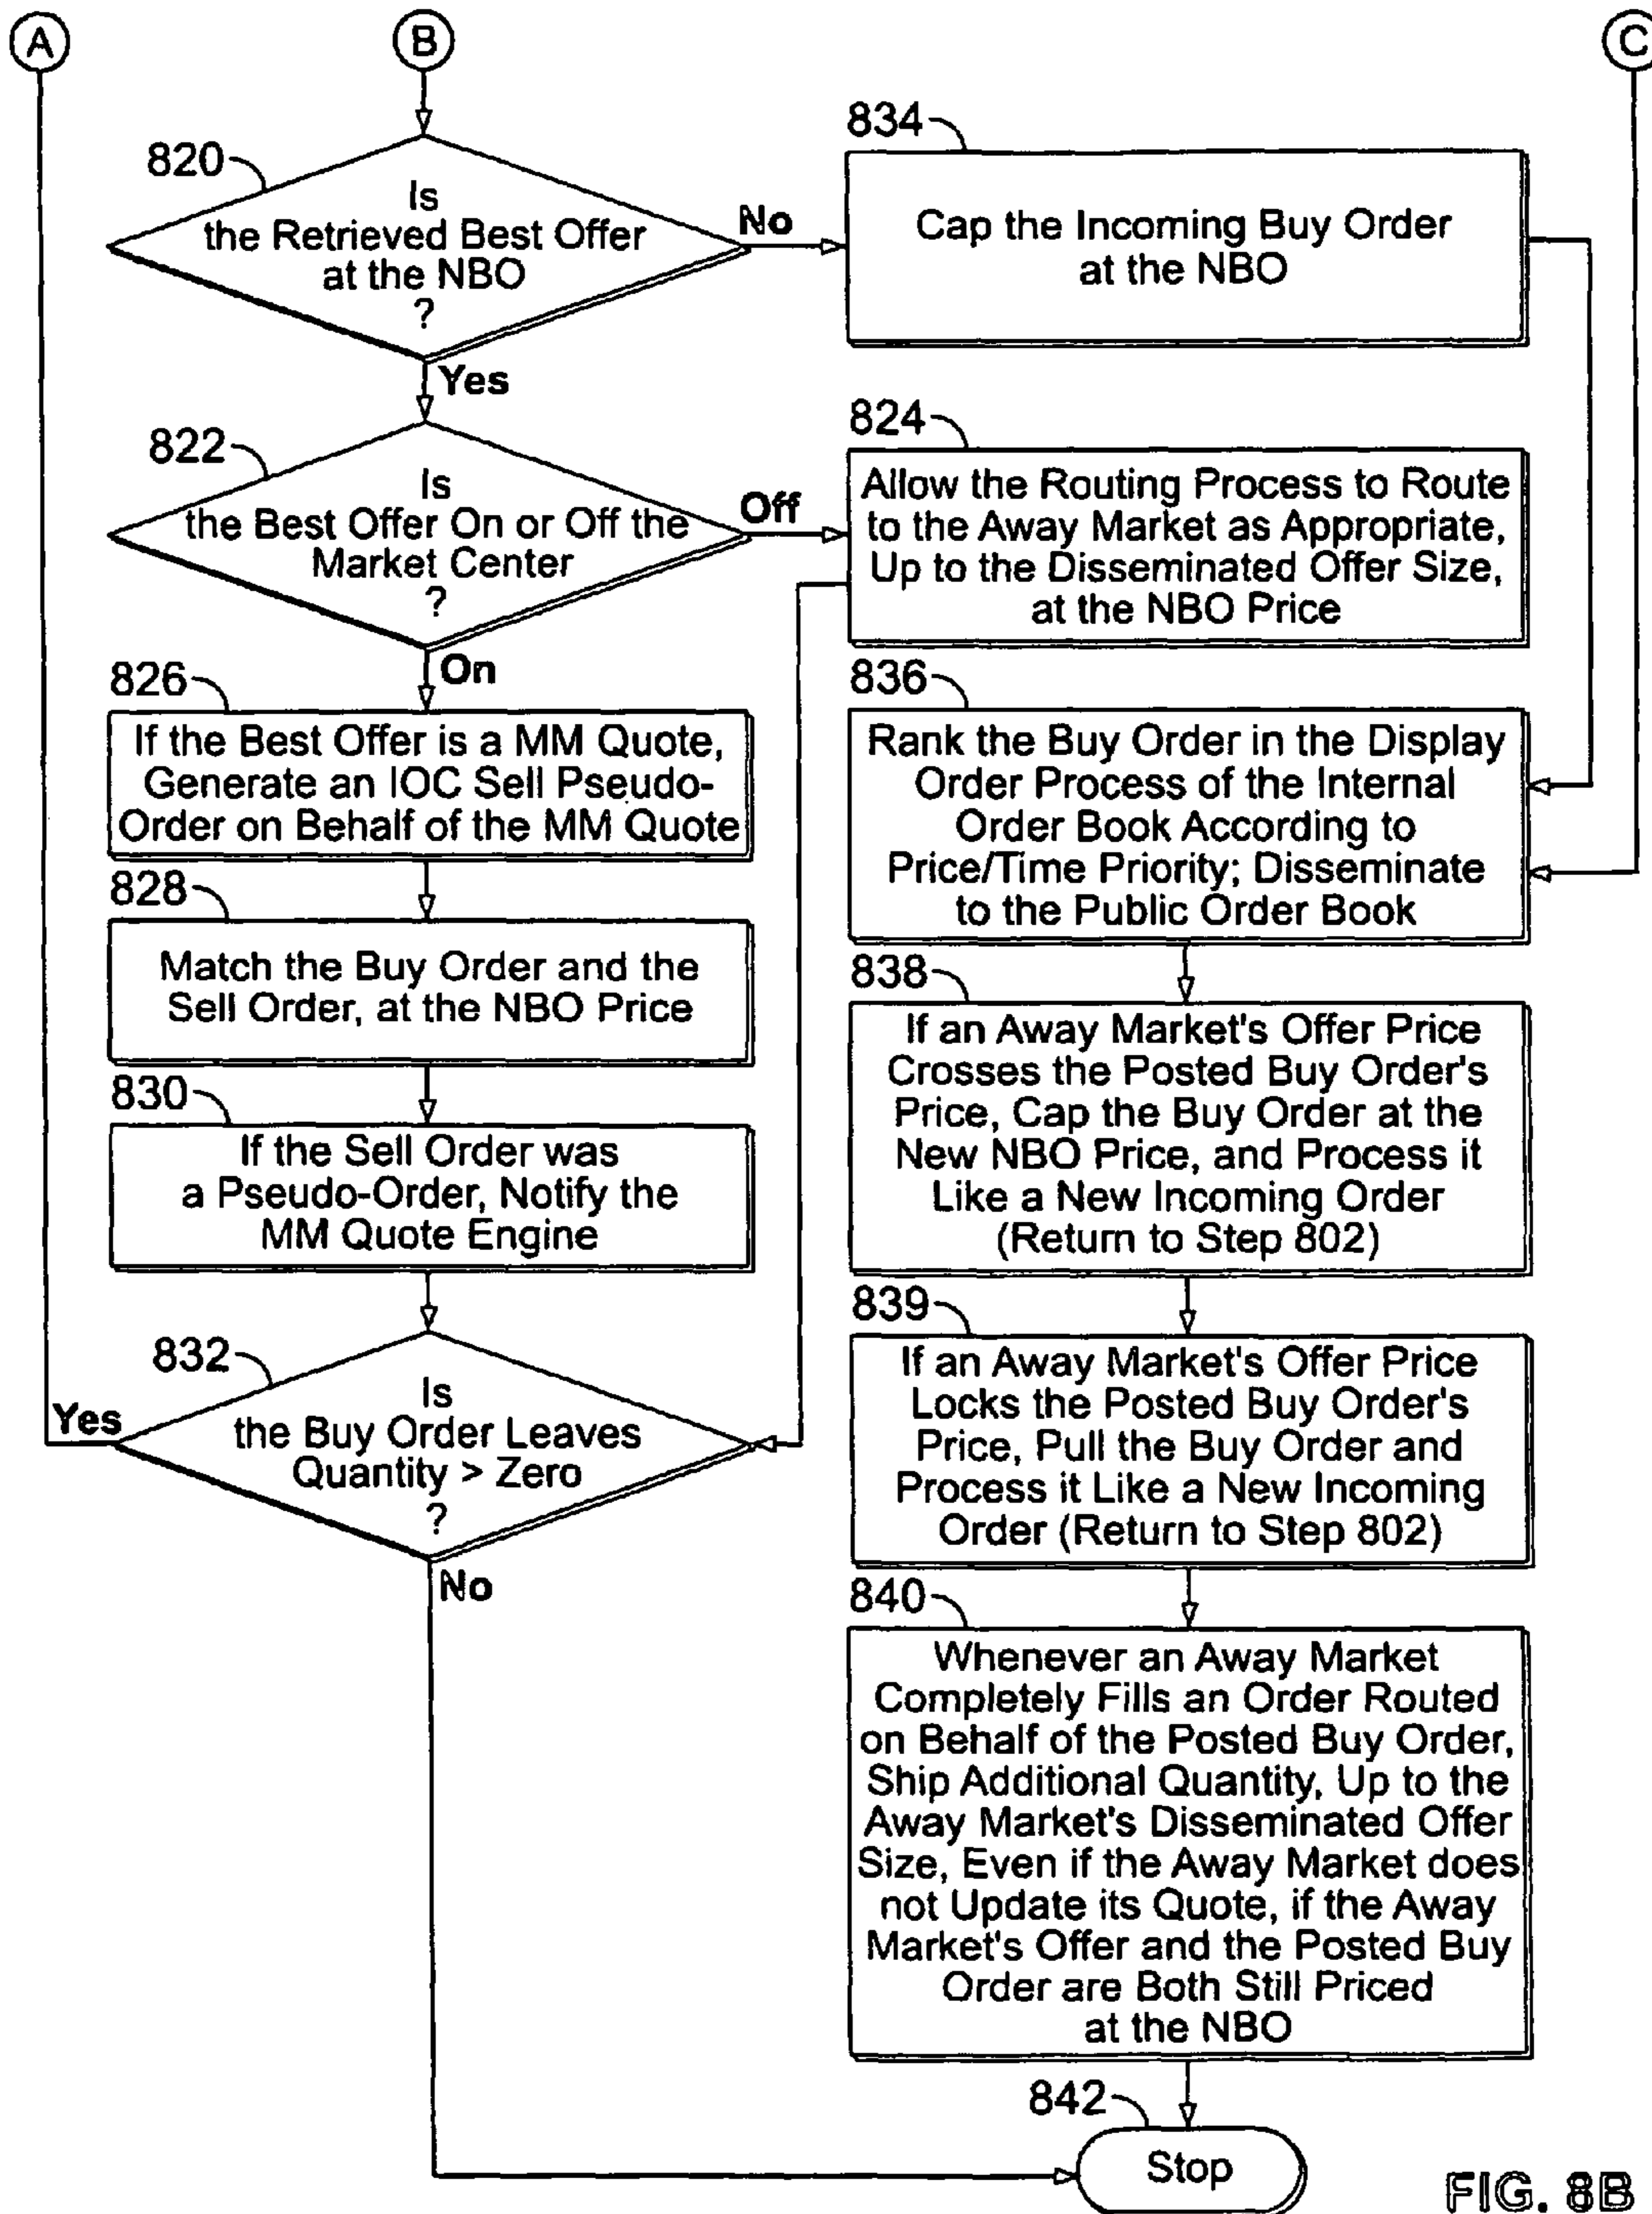 A
B
C
820
Is
the Retrieved Best Offer
at the NBO
?
No
Yes
834
Cap the Incoming Buy Order
at the NBO
822
Is
the Best Offer On or Off the
Market Center
?
Off
On
824
Allow the Routing Process to Route
to the Away Market as Appropriate,
Up to the Disseminated Offer Size,
at the NBO Price
826
If the Best Offer is a MM Quote,
Generate an IOC Sell Pseudo-
Order on Behalf of the MM Quote
836
Rank the Buy Order in the Display
Order Process of the Internal
Order Book According to
Price/Time Priority; Disseminate
to the Public Order Book
828
Match the Buy Order and the
Sell Order, at the NBO Price
838
If an Away Market's Offer Price
Crosses the Posted Buy Order's
Price, Cap the Buy Order at the
New NBO Price, and Process it
Like a New Incoming Order
(Return to Step 802)
830
If the Sell Order was
a Pseudo-Order, Notify the
MM Quote Engine
839
If an Away Market's Offer Price
Locks the Posted Buy Order's
Price, Pull the Buy Order and
Process it Like a New Incoming
Order (Return to Step 802)
832
Is
the Buy Order Leaves
Quantity > Zero
?
Yes
No
840
Whenever an Away Market
Completely Fills an Order Routed
on Behalf of the Posted Buy Order,
Ship Additional Quantity, Up to the
Away Market's Disseminated Offer
Size, Even if the Away Market does
not Update its Quote, if the Away
Market's Offer and the Posted Buy
Order are Both Still Priced
at the NBO
842
Stop
FIG. 8B